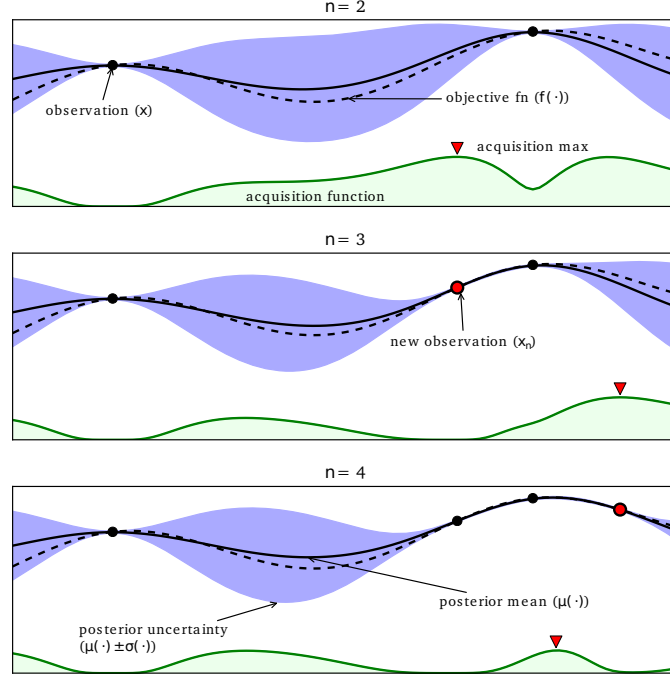 n = 2
observation (x)
objective fn (f(·))
acquisition max
acquisition function
n = 3
new observation (xn)
n = 4
posterior mean (μ(·))
posterior uncertainty
(μ(·) ±σ(·))